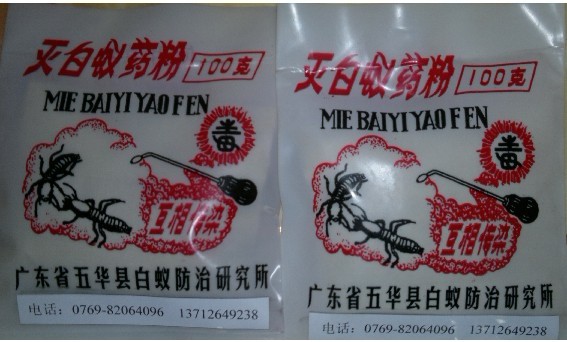 灭白蚁药粉 100克
MIE BAIYI YAO FEN
毒
互相传染
广东省五华县白蚁防治研究所
电话：0769-82064096 13712649238
灭白蚁药粉 100克
MIE BAIYI YAO FEN
毒
互相传染
广东省五华县白蚁防治研究所
电话：0769-82064096 13712649238